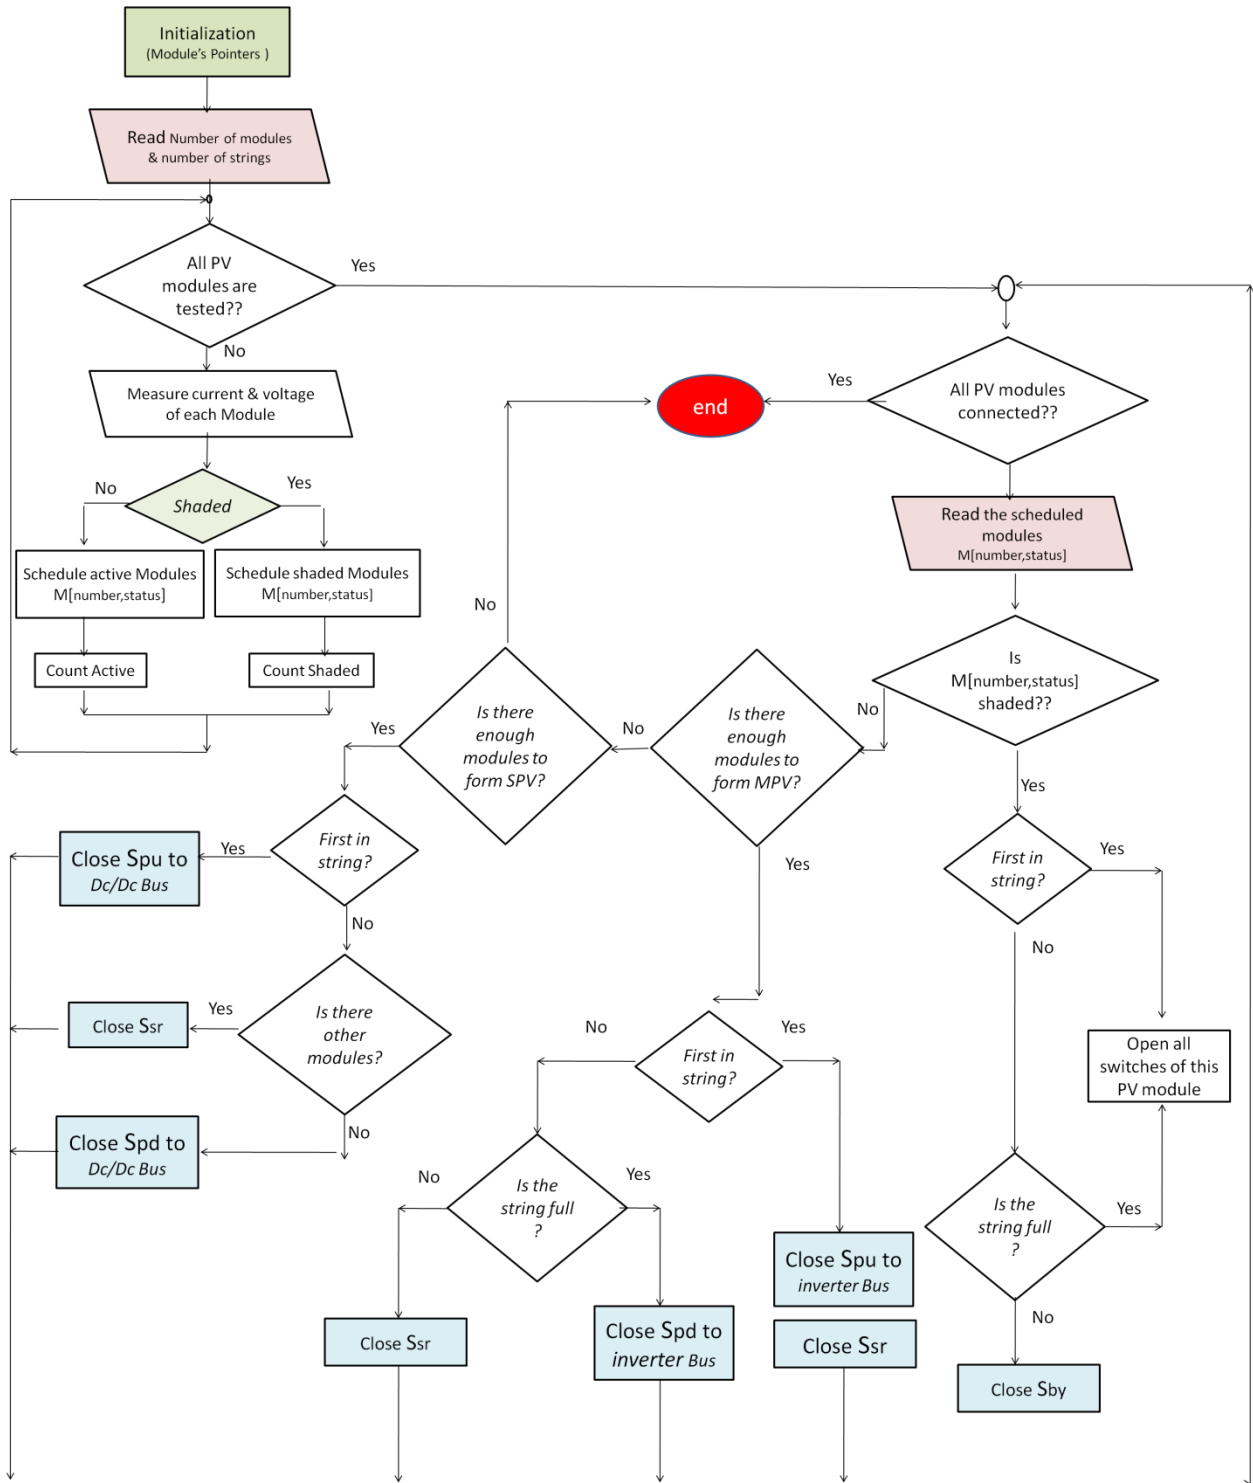 Initialization
(Module's Pointers )
Read Number of modules
& number of strings
All PV
modules are
tested??
Yes
No
Measure current & voltage
of each Module
Shaded
No
Yes
Schedule active Modules
M[number,status]
Schedule shaded Modules
M[number,status]
Count Active
Count Shaded
All PV modules
connected??
Yes
end
Read the scheduled
modules
M[number,status]
Is
M[number,status]
shaded??
No
Yes
Is there
enough
modules to
form MPV?
No
Yes
Is there
enough
modules to
form SPV?
No
Yes
First in
string?
Yes
No
Close Spu to
Dc/Dc Bus
Is there
other
modules?
Yes
No
Close Ssr
Close Spd to
Dc/Dc Bus
First in
string?
No
Yes
Is the
string full
?
No
Yes
Close Ssr
Close Spd to
inverter Bus
Close Spu to
inverter Bus
Close Ssr
First in
string?
Yes
No
Open all
switches of this
PV module
Is the
string full
?
Yes
No
Close Sby